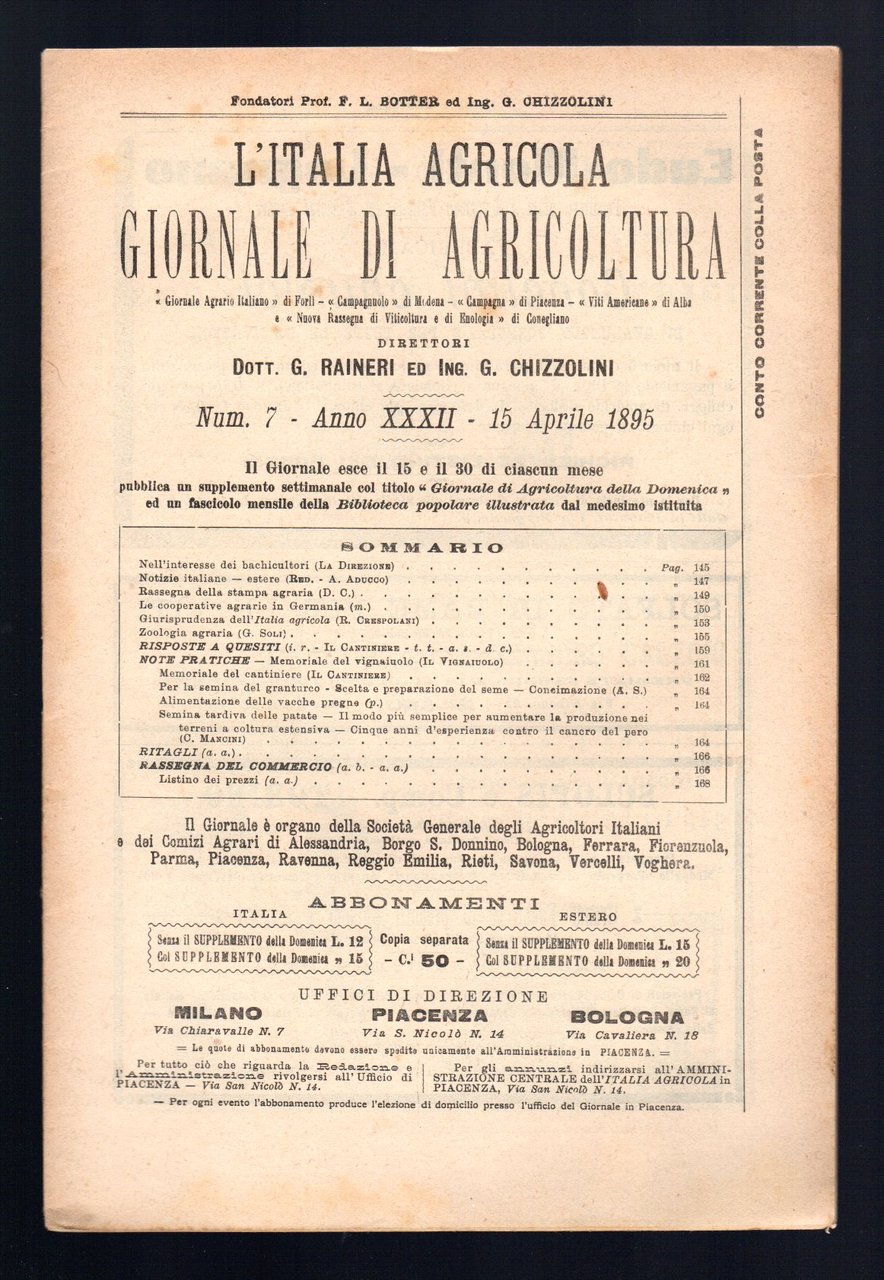 Fondatori Prof. F. L. BOTTER ed Ing. G. CHIZZOLINI
L'ITALIA AGRICOLA
GIORNALE DI AGRICOLTURA
« Giornale Agrario Italiano » di Forlì – « Campagnuolo » di Modena – « Campagna » di Piacenza – « Viti Americane » di Alba
e « Nuova Rassegna di Viticoltura e di Enologia » di Conegliano
DIRETTORI
DOTT. G. RAINERI ED ING. G. CHIZZOLINI
Num. 7 - Anno XXXII - 15 Aprile 1895
Il Giornale esce il 15 e il 30 di ciascun mese
pubblica un supplemento settimanale col titolo “ Giornale di Agricoltura della Domenica „
ed un fascicolo mensile della Biblioteca popolare illustrata dal medesimo istituita
SOMMARIO
Nell'interesse dei bachicultori (LA DIREZIONE) . . . . . . . . . . Pag. 145
Notizie italiane — estere (RED. - A. ADUCCO) . . . . . . . . . . „ 147
Rassegna della stampa agraria (D. C.) . . . . . . . . . . „ 149
Le cooperative agrarie in Germania (m.) . . . . . . . . . . „ 150
Giurisprudenza dell'Italia agricola (R. CRESPOLANI) . . . . . . . . . „ 153
Zoologia agraria (G. SOLI) . . . . . . . . . . . . „ 155
RISPOSTE A QUESITI (i. r. - IL CANTINIERE - t. t. - a. s. - d. c.) . . . . . . „ 159
NOTE PRATICHE — Memoriale del vignaiuolo (IL VIGNAIUOLO) . . . . . . „ 161
Memoriale del cantiniere (IL CANTINIERE) . . . . . . . . . . „ 162
Per la semina del granturco - Scelta e preparazione del seme — Concimazione (A. S.) „ 164
Alimentazione delle vacche pregne (p.) . . . . . . . . . . „ 164
Semina tardiva delle patate — Il modo più semplice per aumentare la produzione nei
terreni a coltura estensiva — Cinque anni d'esperienza contro il cancro del pero
(C. MANCINI) . . . . . . . . . . . . . „ 164
RITAGLI (a. a.) . . . . . . . . . . . . . . „ 166
RASSEGNA DEL COMMERCIO (a. b. - a. a.) . . . . . . . . . „ 166
Listino dei prezzi (a. a.) . . . . . . . . . . . . „ 168
Il Giornale è organo della Società Generale degli Agricoltori Italiani
e dei Comizi Agrari di Alessandria, Borgo S. Donnino, Bologna, Ferrara, Fiorenzuola,
Parma, Piacenza, Ravenna, Reggio Emilia, Rieti, Savona, Vercelli, Voghera.
ABBONAMENTI
ITALIA
Senza il SUPPLEMENTO della Domenica L. 12
Col SUPPLEMENTO della Domenica „ 15
Copia separata
– C.i 50 –
ESTERO
Senza il SUPPLEMENTO della Domenica L. 15
Col SUPPLEMENTO della Domenica „ 20
UFFICI DI DIREZIONE
MILANO
Via Chiaravalle N. 7
PIACENZA
Via S. Nicolò N. 14
BOLOGNA
Via Cavaliera N. 18
= Le quote di abbonamento devono essere spedite unicamente all'Amministrazione in PIACENZA. =
Per tutto ciò che riguarda la Redazione e
l'Amministrazione rivolgersi all'Ufficio di
PIACENZA — Via San Nicolò N. 14.
Per gli annunzi indirizzarsi all'AMMINI-
STRAZIONE CENTRALE dell'ITALIA AGRICOLA in
PIACENZA, Via San Nicolò N. 14.
— Per ogni evento l'abbonamento produce l'elezione di domicilio presso l'ufficio del Giornale in Piacenza.
CONTO CORRENTE COLLA POSTA